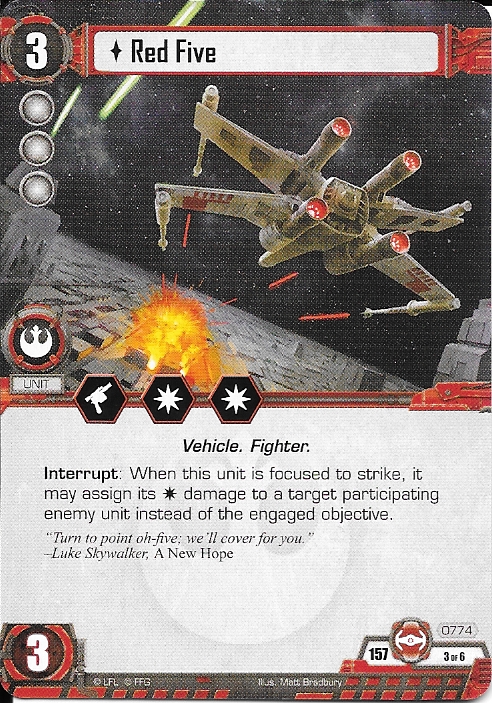 3
Red Five
UNIT
Vehicle. Fighter.
Interrupt: When this unit is focused to strike, it
may assign its damage to a target participating
enemy unit instead of the engaged objective.
“Turn to point oh-five; we’ll cover for you.”
–Luke Skywalker, A New Hope
3
© LFL © FFG
Illus. Matt Bradbury
157
0774
3 OF 6